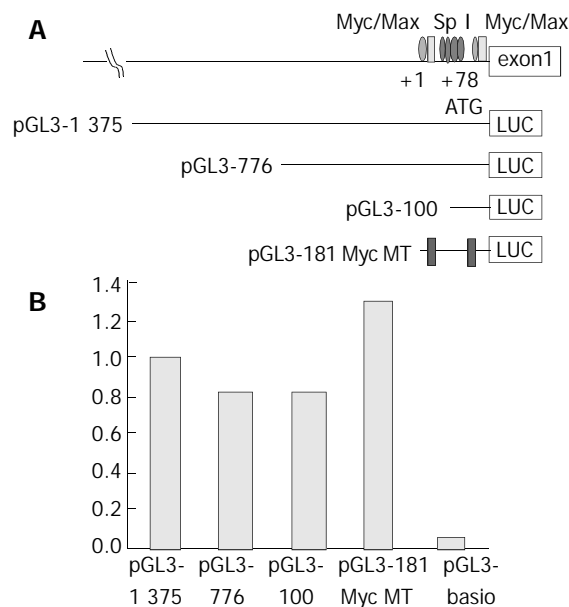 A
Myc/Max Sp I Myc/Max
exon1
+1 +78
ATG
pGL3-1 375 LUC
pGL3-776 LUC
pGL3-100 LUC
pGL3-181 Myc MT LUC
B
1.4
1.2
1.0
0.8
0.6
0.4
0.2
0.0
pGL3- pGL3- pGL3- pGL3-181 pGL3-
1 375 776 100 Myc MT basio